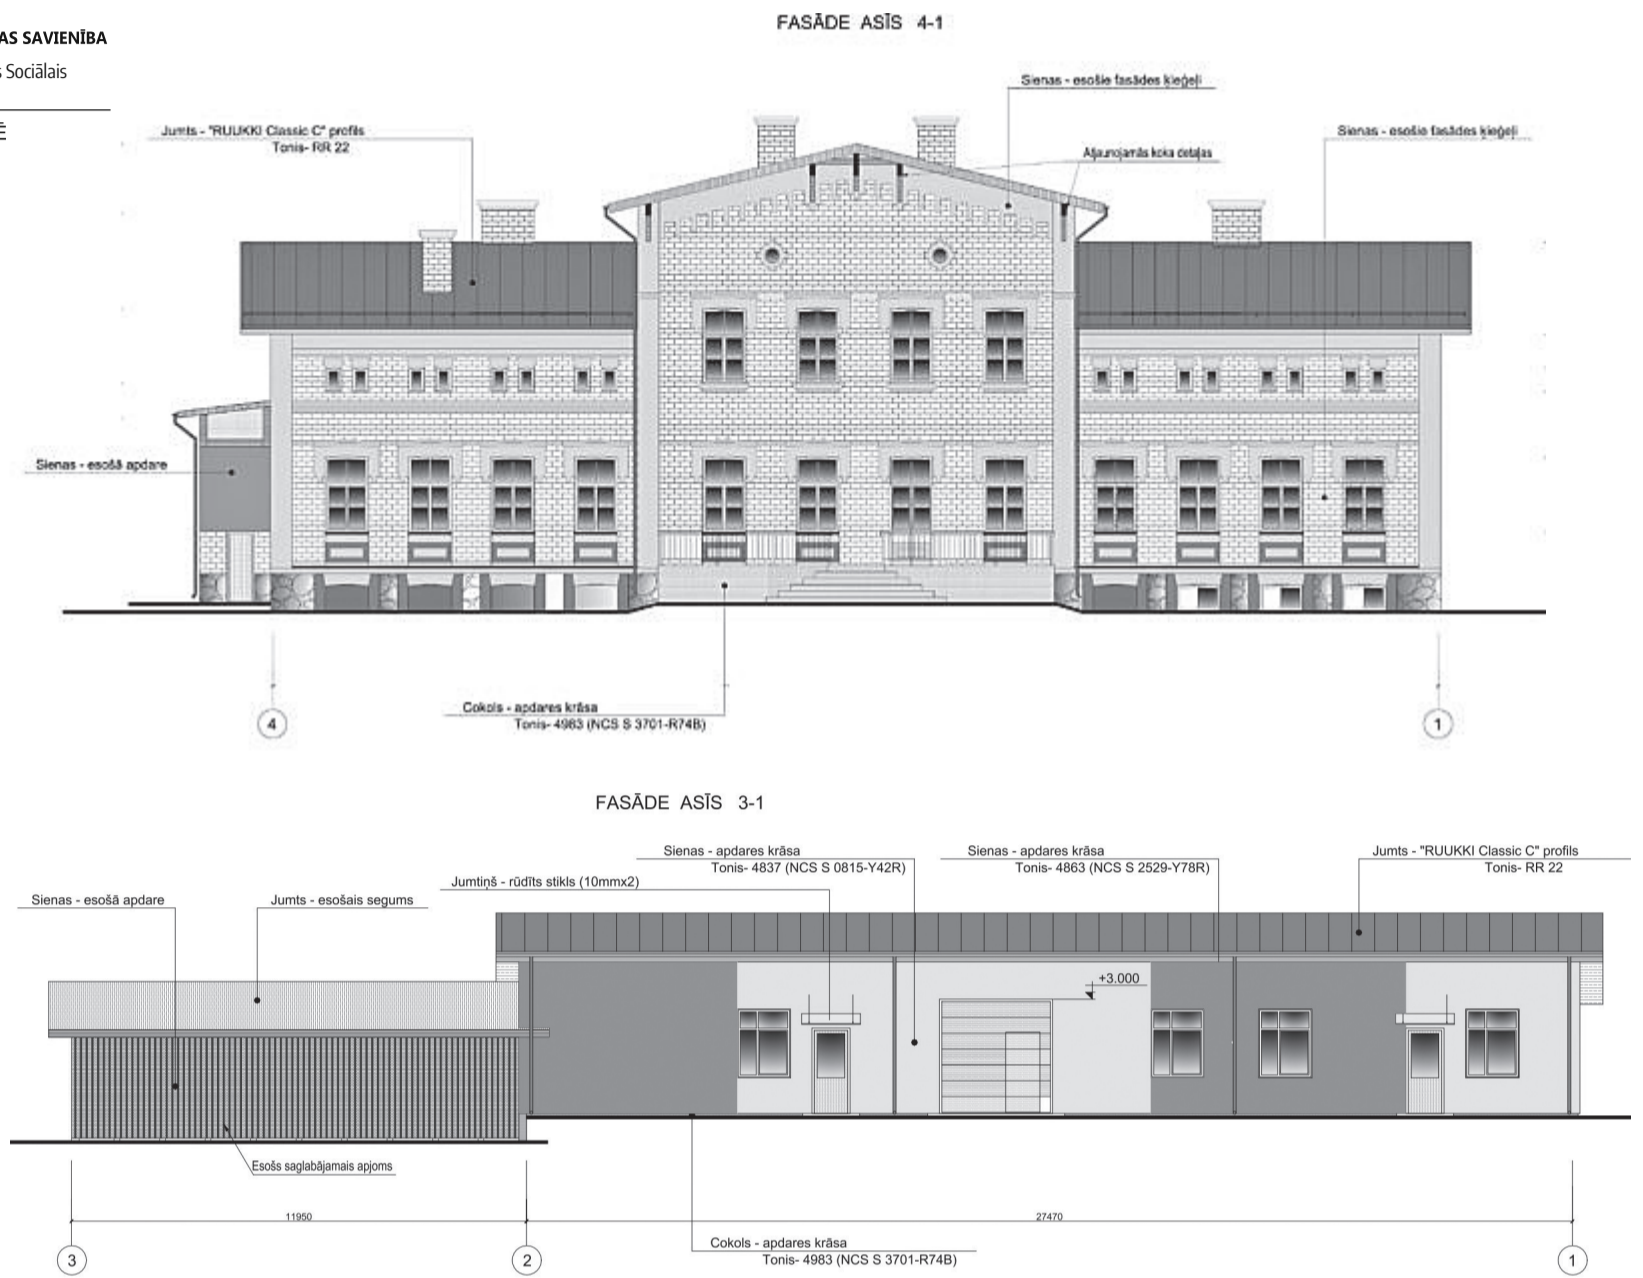 AS SAVIENĪBA
s Sociālais
Ē
FASĀDE ASĪS 4-1
Sienas - esošie fasādes ķieģeļi
Jumts - "RUUKKI Classic C" profils
Tonis- RR 22
Sienas - esošie fasādes ķieģeļi
Atjaunojamās koka detaļas
Sienas - esošā apdare
Cokols - apdares krāsa
Tonis- 4983 (NCS S 3701-R74B)
4
1
FASĀDE ASĪS 3-1
Sienas - apdares krāsa
Tonis- 4837 (NCS S 0815-Y42R)
Sienas - apdares krāsa
Tonis- 4863 (NCS S 2529-Y78R)
Jumts - "RUUKKI Classic C" profils
Tonis- RR 22
Jumtiņš - rūdīts stikls (10mmx2)
Sienas - esošā apdare
Jumts - esošais segums
+3.000
Esošs saglabājamais apjoms
11950
27470
Cokols - apdares krāsa
Tonis- 4983 (NCS S 3701-R74B)
3
2
1